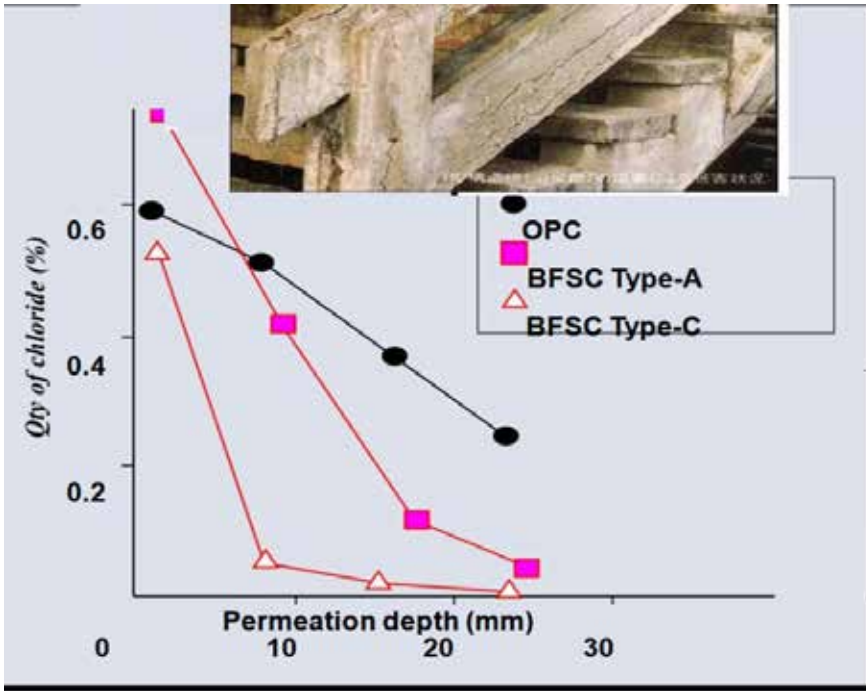 0.6
0.4
0.2
Qty of chloride (%)
OPC
BFSC Type-A
BFSC Type-C
Permeation depth (mm)
0 10 20 30